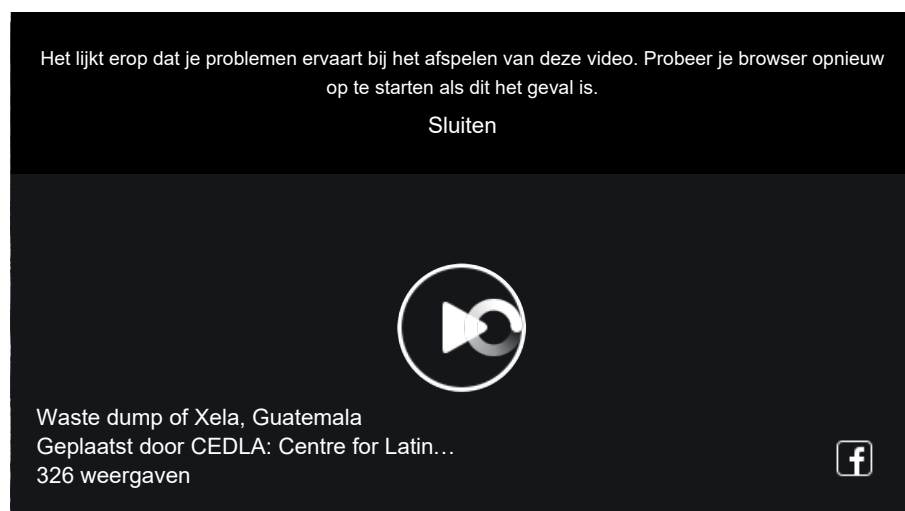 Het lijkt erop dat je problemen ervaart bij het afspelen van deze video. Probeer je browser opnieuw
op te starten als dit het geval is.
Sluiten
Waste dump of Xela, Guatemala
Geplaatst door CEDLA: Centre for Latin…
326 weergaven